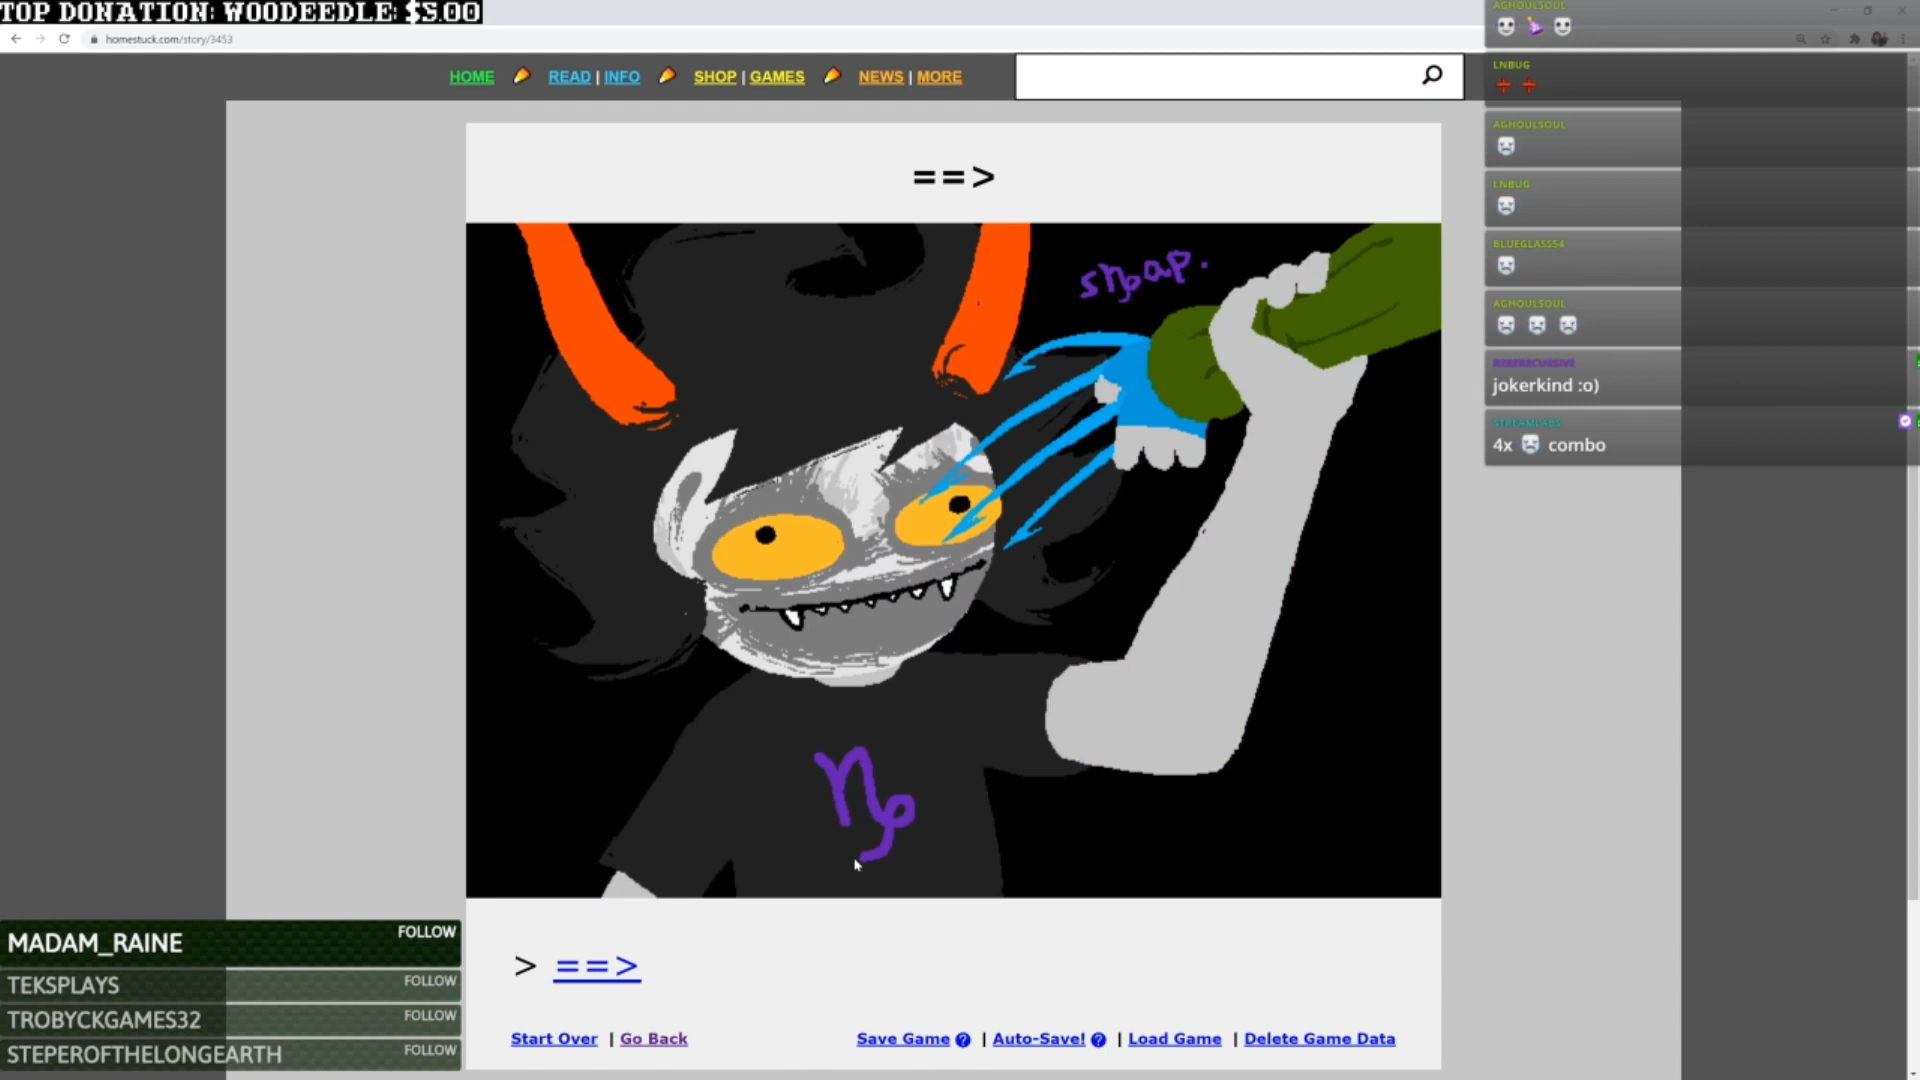 TOP DONATION: WOODEEDLE: $5.00
homestuck.com/story/3453
HOME READ | INFO SHOP | GAMES NEWS | MORE
==>
snap.
> ==>
Start Over | Go Back Save Game ? | Auto-Save! ? | Load Game | Delete Game Data
AGHOULSOUL
LNBUG
AGHOULSOUL
LNBUG
BLUEGLASS54
AGHOULSOUL
jokerkind :o)
STREAMLABS
4x combo
MADAM_RAINE FOLLOW
TEKSPLAYS FOLLOW
TROBYCKGAMES32 FOLLOW
STEPEROFTHELONGEARTH FOLLOW